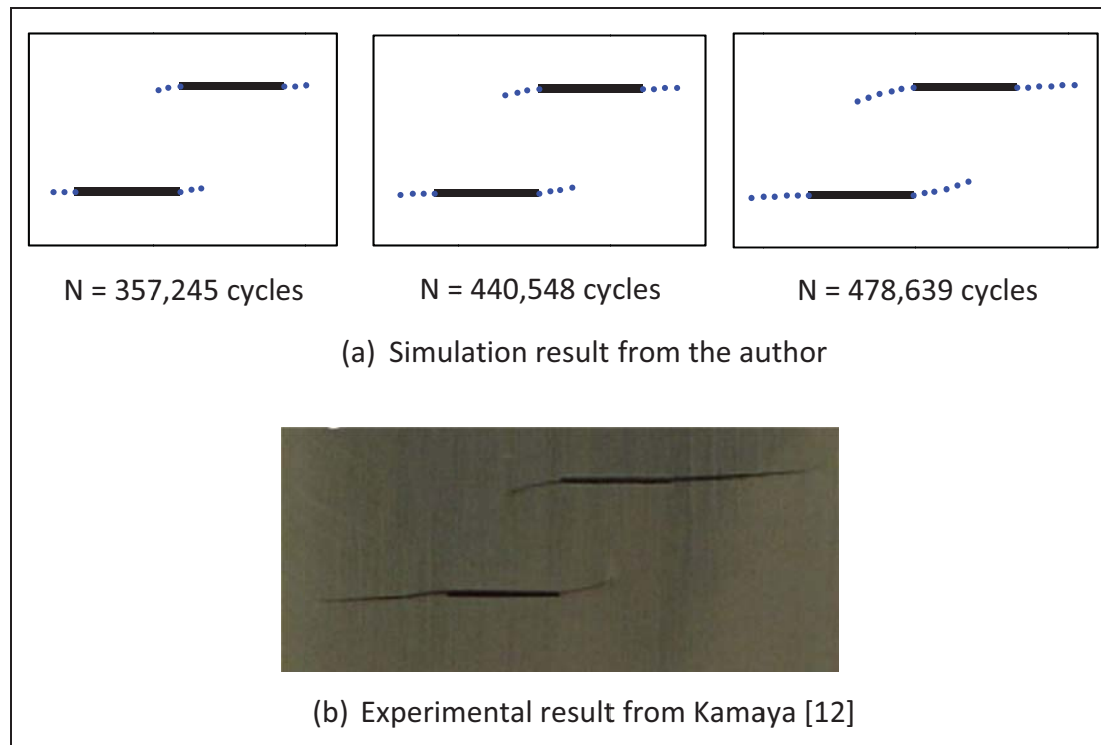 N = 357,245 cycles
N = 440,548 cycles
N = 478,639 cycles
(a) Simulation result from the author
(b) Experimental result from Kamaya [12]